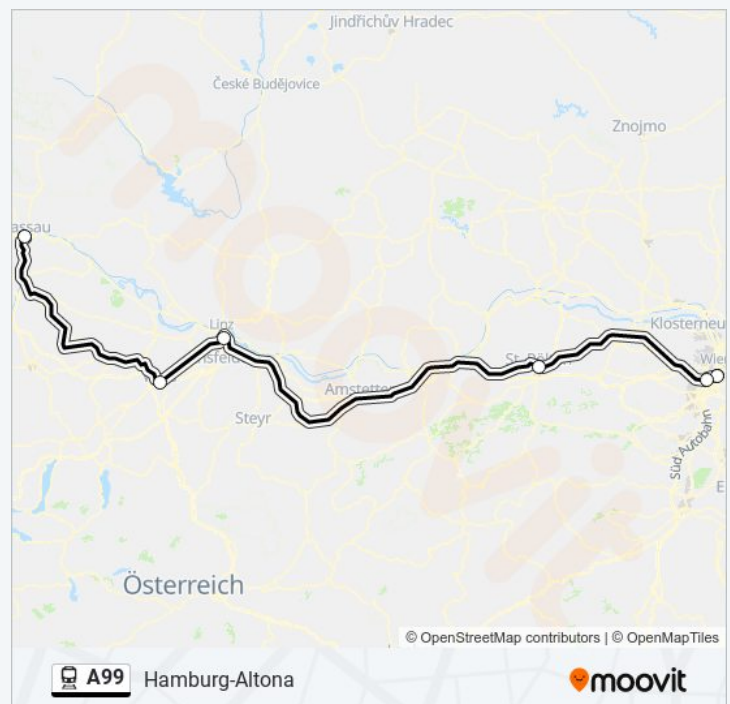 Jindřichův Hradec
České Budějovice
Znojmo
assau
Linz
Klosterneu
Wien
St. Pölten
Amstetten
Steyr
Süd Autobahn
E
Österreich
moovit
© OpenStreetMap contributors | © OpenMapTiles
A99 Hamburg-Altona
moovit